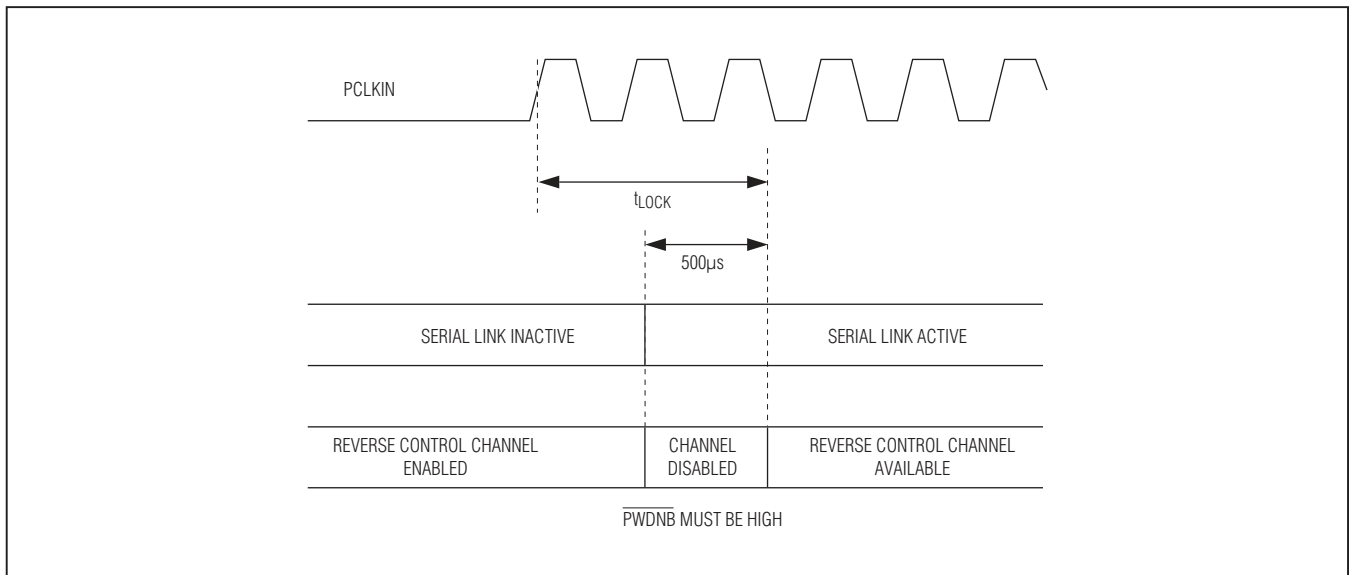 PCLKIN
tLOCK
500µs
SERIAL LINK INACTIVE
SERIAL LINK ACTIVE
REVERSE CONTROL CHANNEL
ENABLED
CHANNEL
DISABLED
REVERSE CONTROL CHANNEL
AVAILABLE
PWDNB MUST BE HIGH